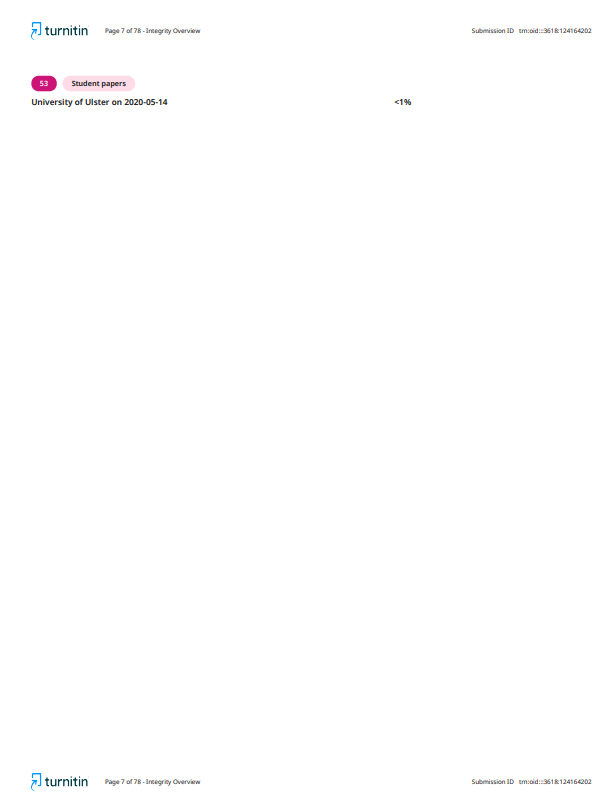 turnitin Page 7 of 78 - Integrity Overview Submission ID trn:oid:::3618:124164202
53 Student papers
University of Ulster on 2020-05-14 <1%
turnitin Page 7 of 78 - Integrity Overview Submission ID trn:oid:::3618:124164202